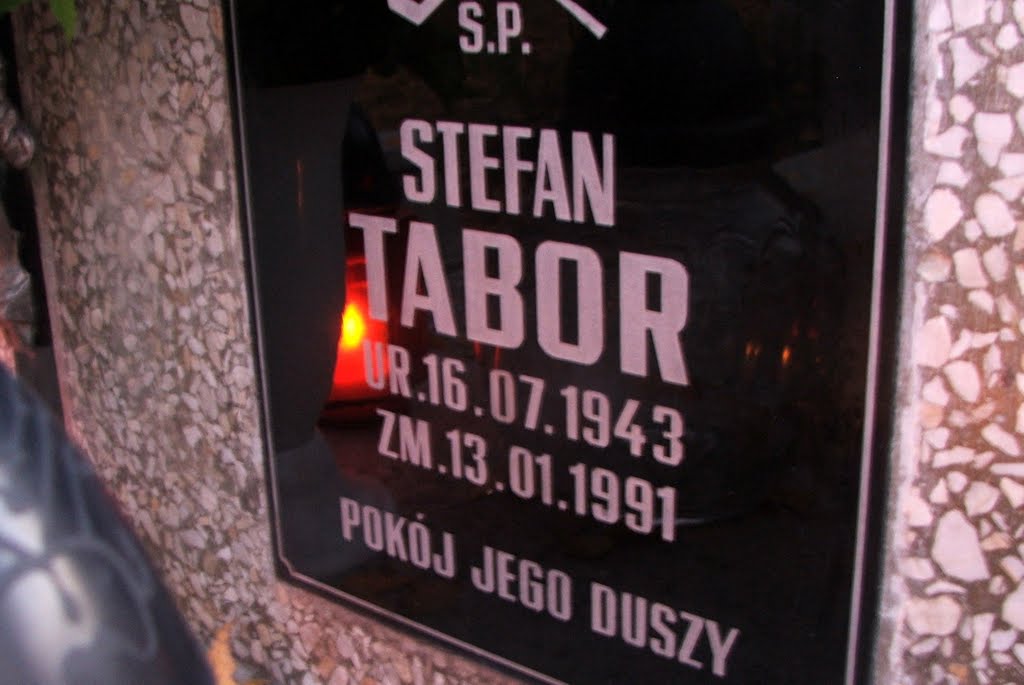 S.P.
STEFAN
TABOR
UR.16.07.1943
ZM.13.01.1991
POKÓJ JEGO DUSZY